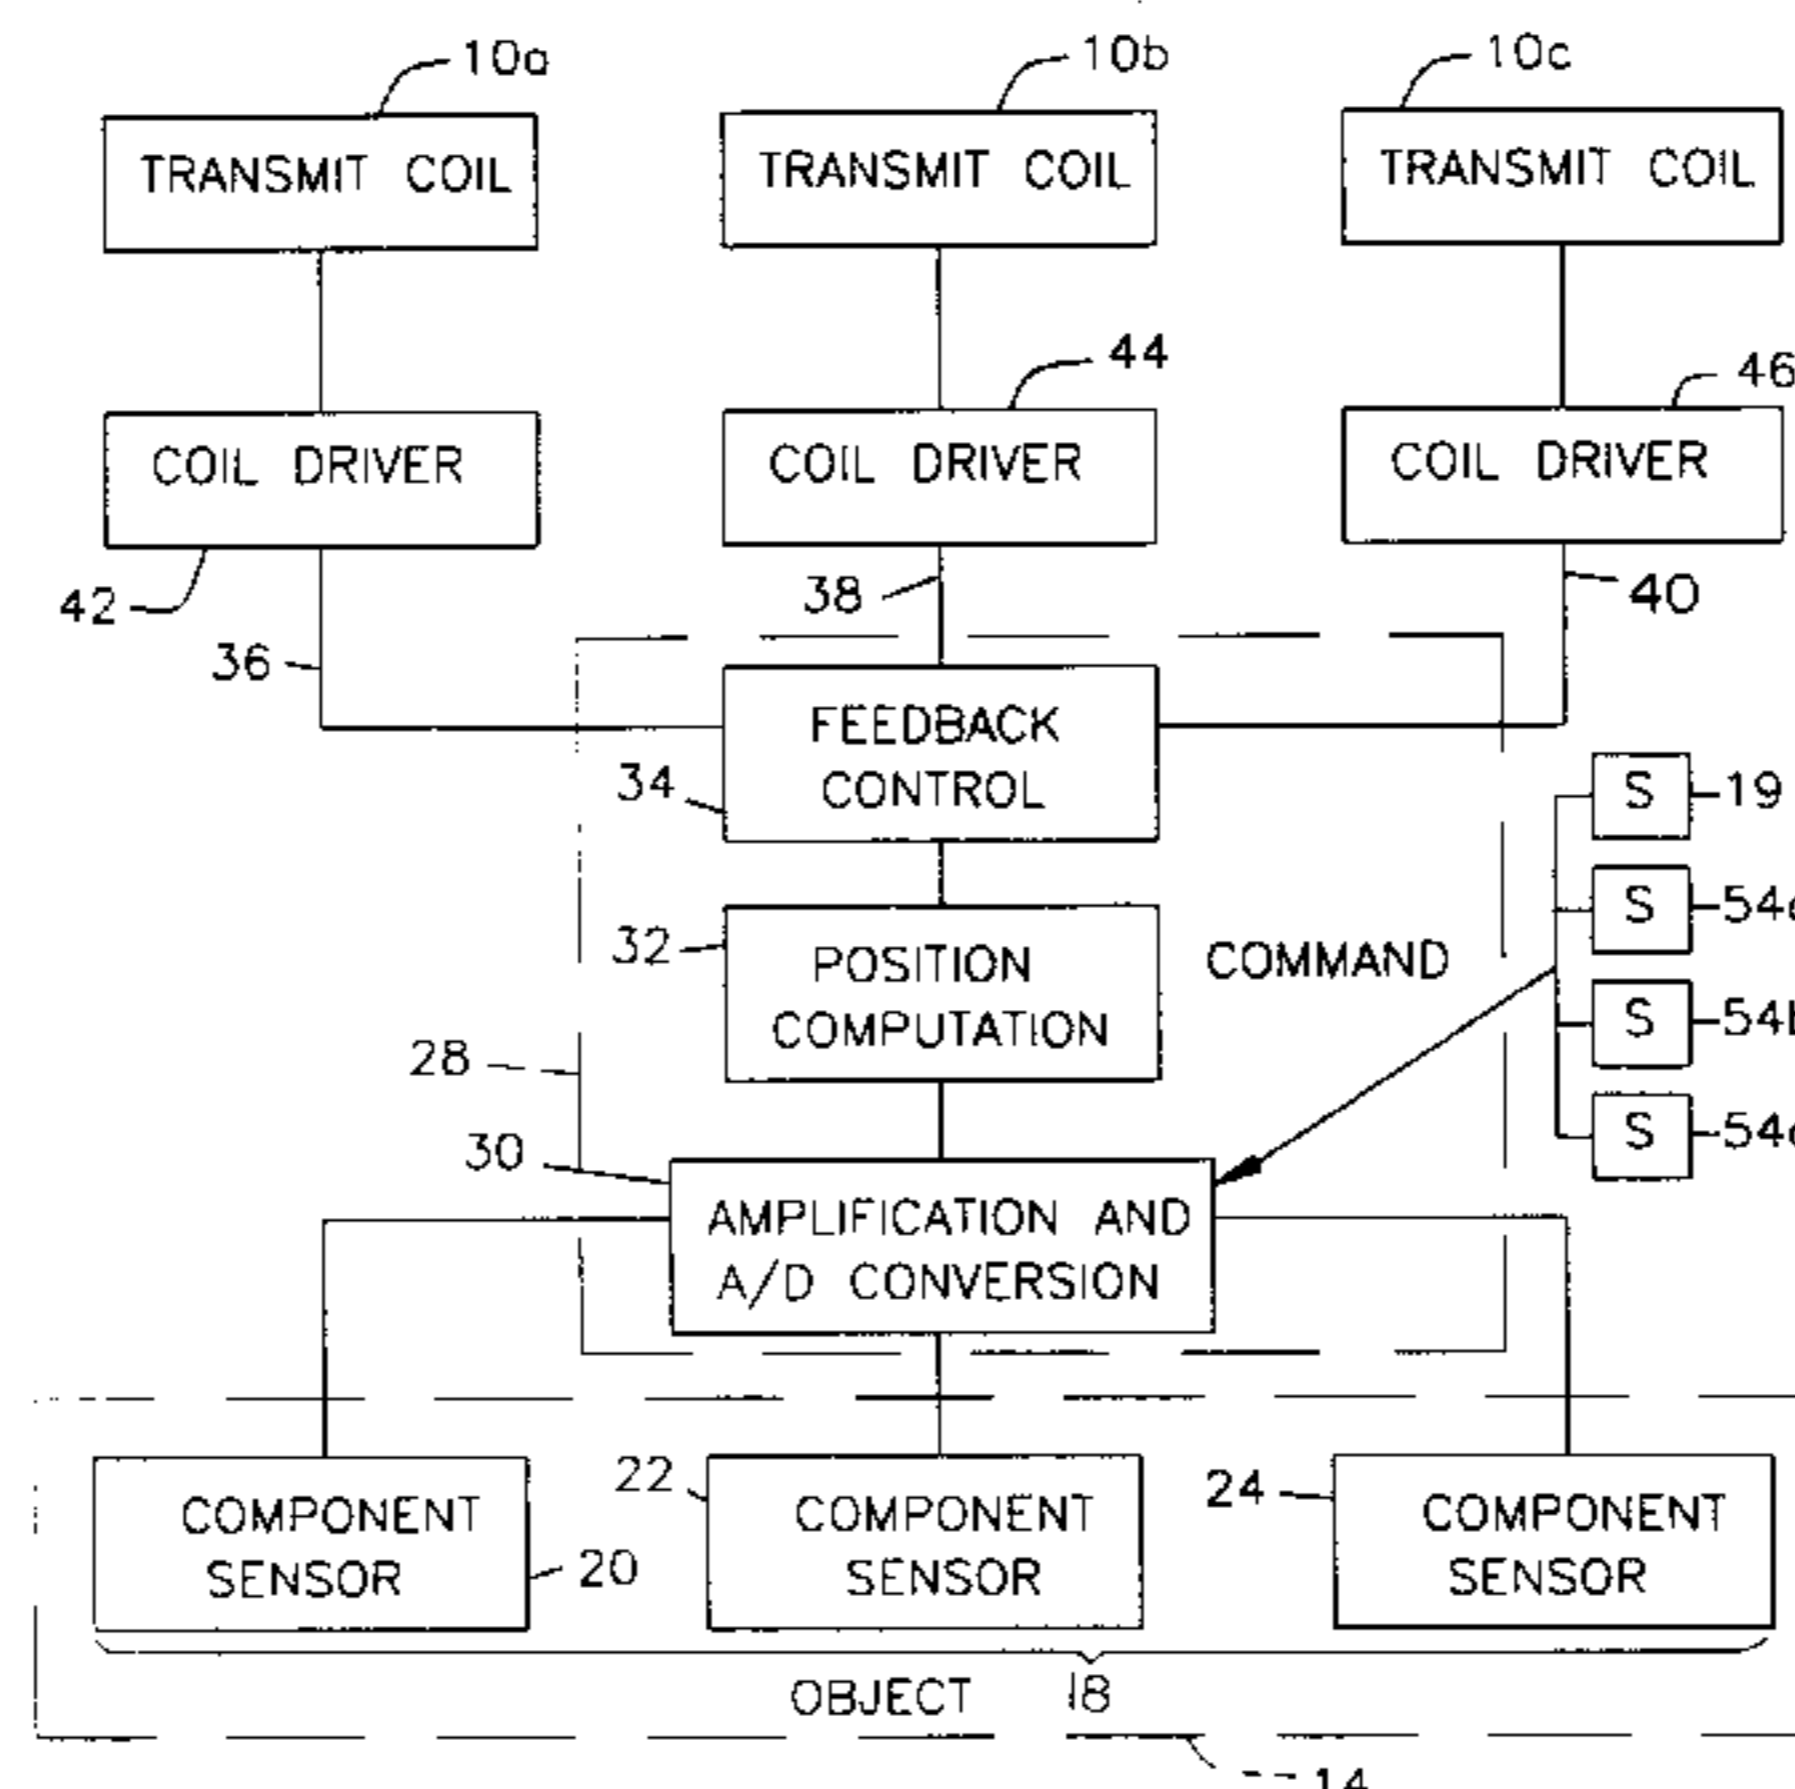 10a
10b
10c
TRANSMIT COIL
TRANSMIT COIL
TRANSMIT COIL
44
46
COIL DRIVER
COIL DRIVER
COIL DRIVER
42
38
40
36
FEEDBACK
CONTROL
34
S
19
S
32
POSITION
COMPUTATION
COMMAND
S
28
S
30
AMPLIFICATION AND
A/D CONVERSION
COMPONENT
SENSOR
20
22
COMPONENT
SENSOR
24
COMPONENT
SENSOR
OBJECT
18
14